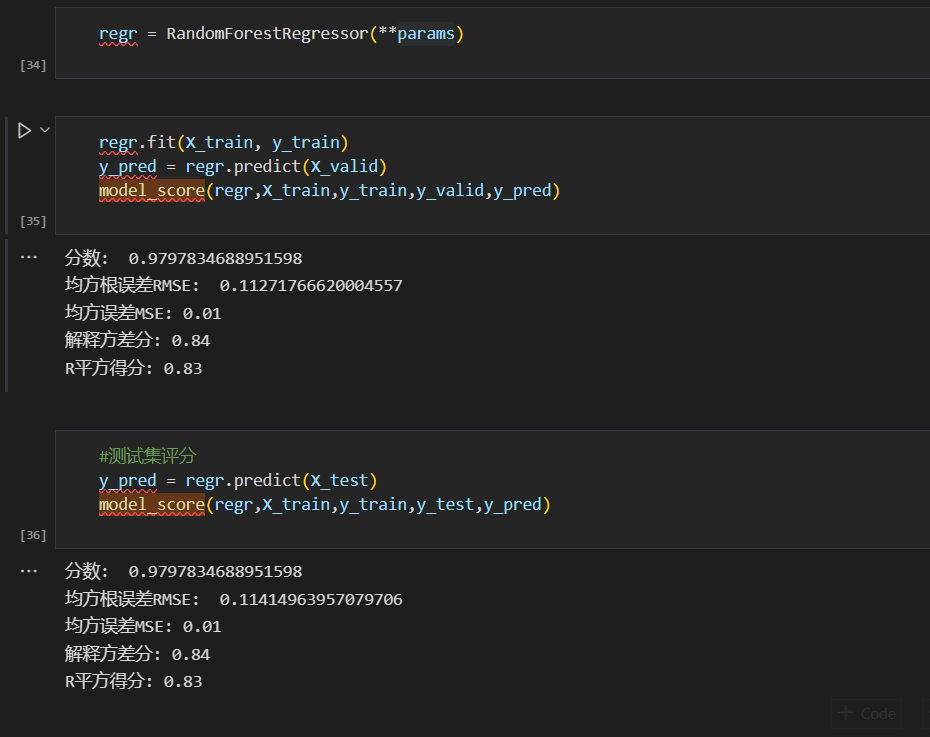 regr = RandomForestRegressor(**params)
[34]
regr.fit(X_train, y_train)
y_pred = regr.predict(X_valid)
model_score(regr,X_train,y_train,y_valid,y_pred)
[35]
分数:  0.9797834688951598
均方根误差RMSE:  0.11271766620004557
均方误差MSE: 0.01
解释方差分: 0.84
R平方得分: 0.83
#测试集评分
y_pred = regr.predict(X_test)
model_score(regr,X_train,y_train,y_test,y_pred)
[36]
分数:  0.9797834688951598
均方根误差RMSE:  0.11414963957079706
均方误差MSE: 0.01
解释方差分: 0.84
R平方得分: 0.83
+ Code